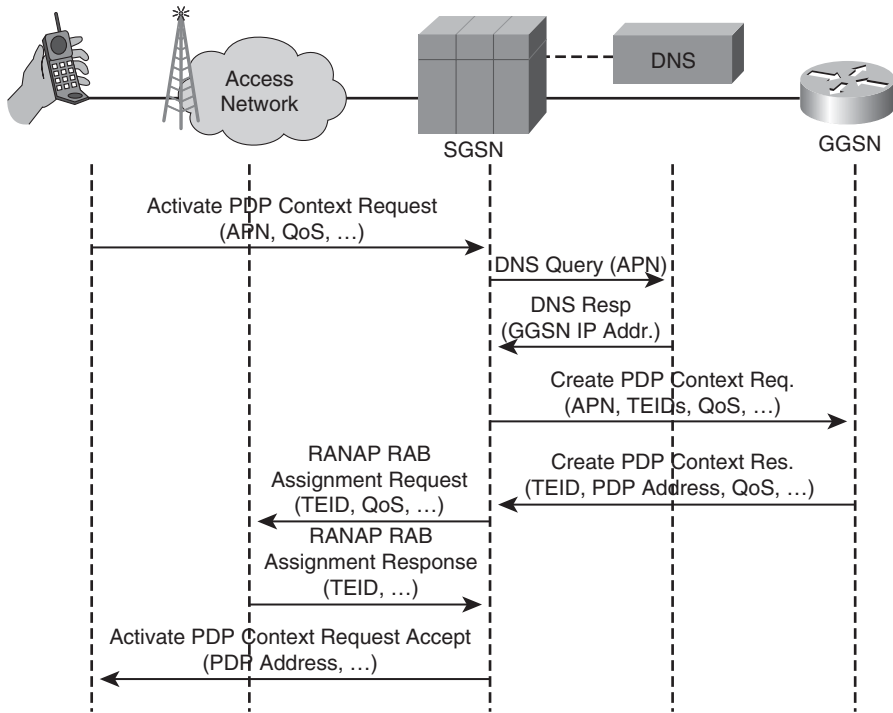 Access
Network
DNS
SGSN
GGSN
Activate PDP Context Request
(APN, QoS, …)
DNS Query (APN)
DNS Resp
(GGSN IP Addr.)
Create PDP Context Req.
(APN, TEIDs, QoS, …)
RANAP RAB
Assignment Request
(TEID, QoS, …)
Create PDP Context Res.
(TEID, PDP Address, QoS, …)
RANAP RAB
Assignment Response
(TEID, …)
Activate PDP Context Request Accept
(PDP Address, …)